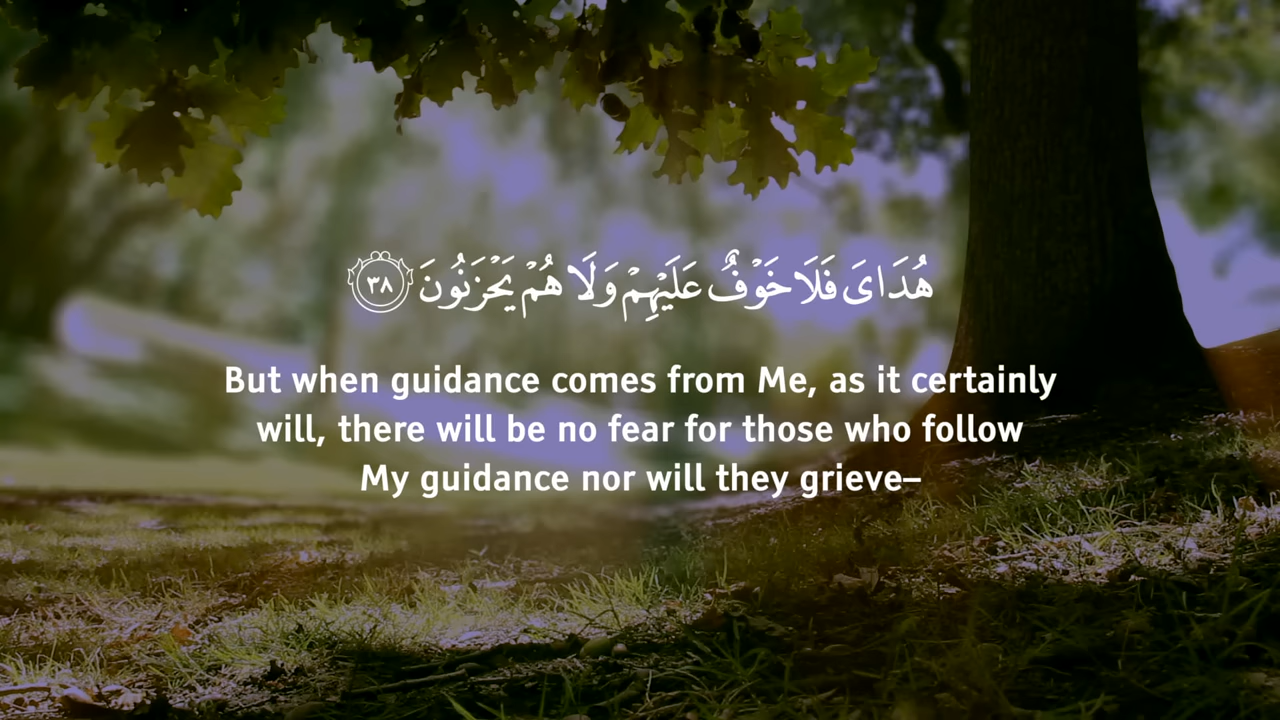 هُدَاىَ فَلَا خَوْفٌ عَلَيْهِمْ وَلَا هُمْ يَحْزَنُونَ ٣٨
But when guidance comes from Me, as it certainly
will, there will be no fear for those who follow
My guidance nor will they grieve–